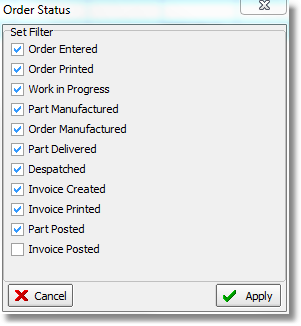 Order Status
Set Filter
Order Entered
Order Printed
Work in Progress
Part Manufactured
Order Manufactured
Part Delivered
Despatched
Invoice Created
Invoice Printed
Part Posted
Invoice Posted
Cancel
Apply